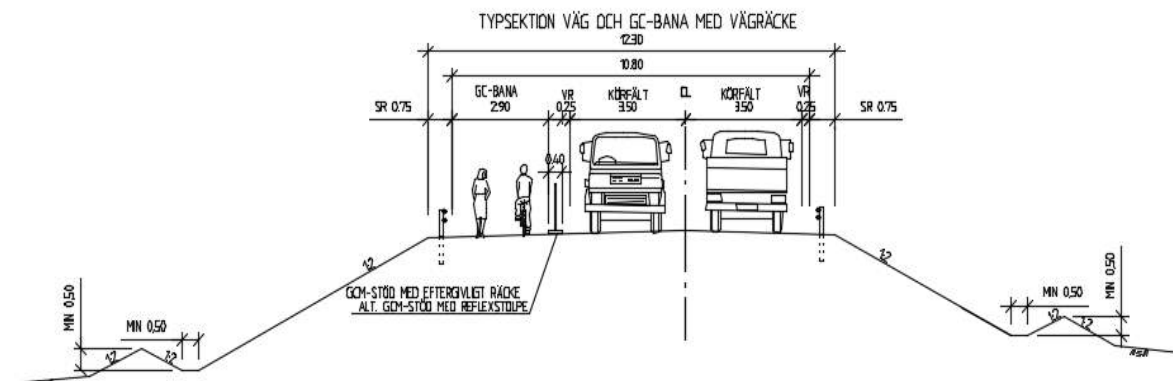 TYPSEKTION VÄG OCH GC-BANA MED VÄGRÄCKE
12.30
10.80
GC-BANA VR KÖRFÄLT CL KÖRFÄLT VR
SR 0.75 2.90 0,25 3.50 3.50 0,25 SR 0.75
0,40
1:2
1:2
GCM-STÖD MED EFTERGIVLIGT RÄCKE
ALT. GCM-STÖD MED REFLEXSTOLPE
MIN 0,50
MIN 0,50
1:2
1:2
MIN 0,50
MIN 0,50
1:2
1:2